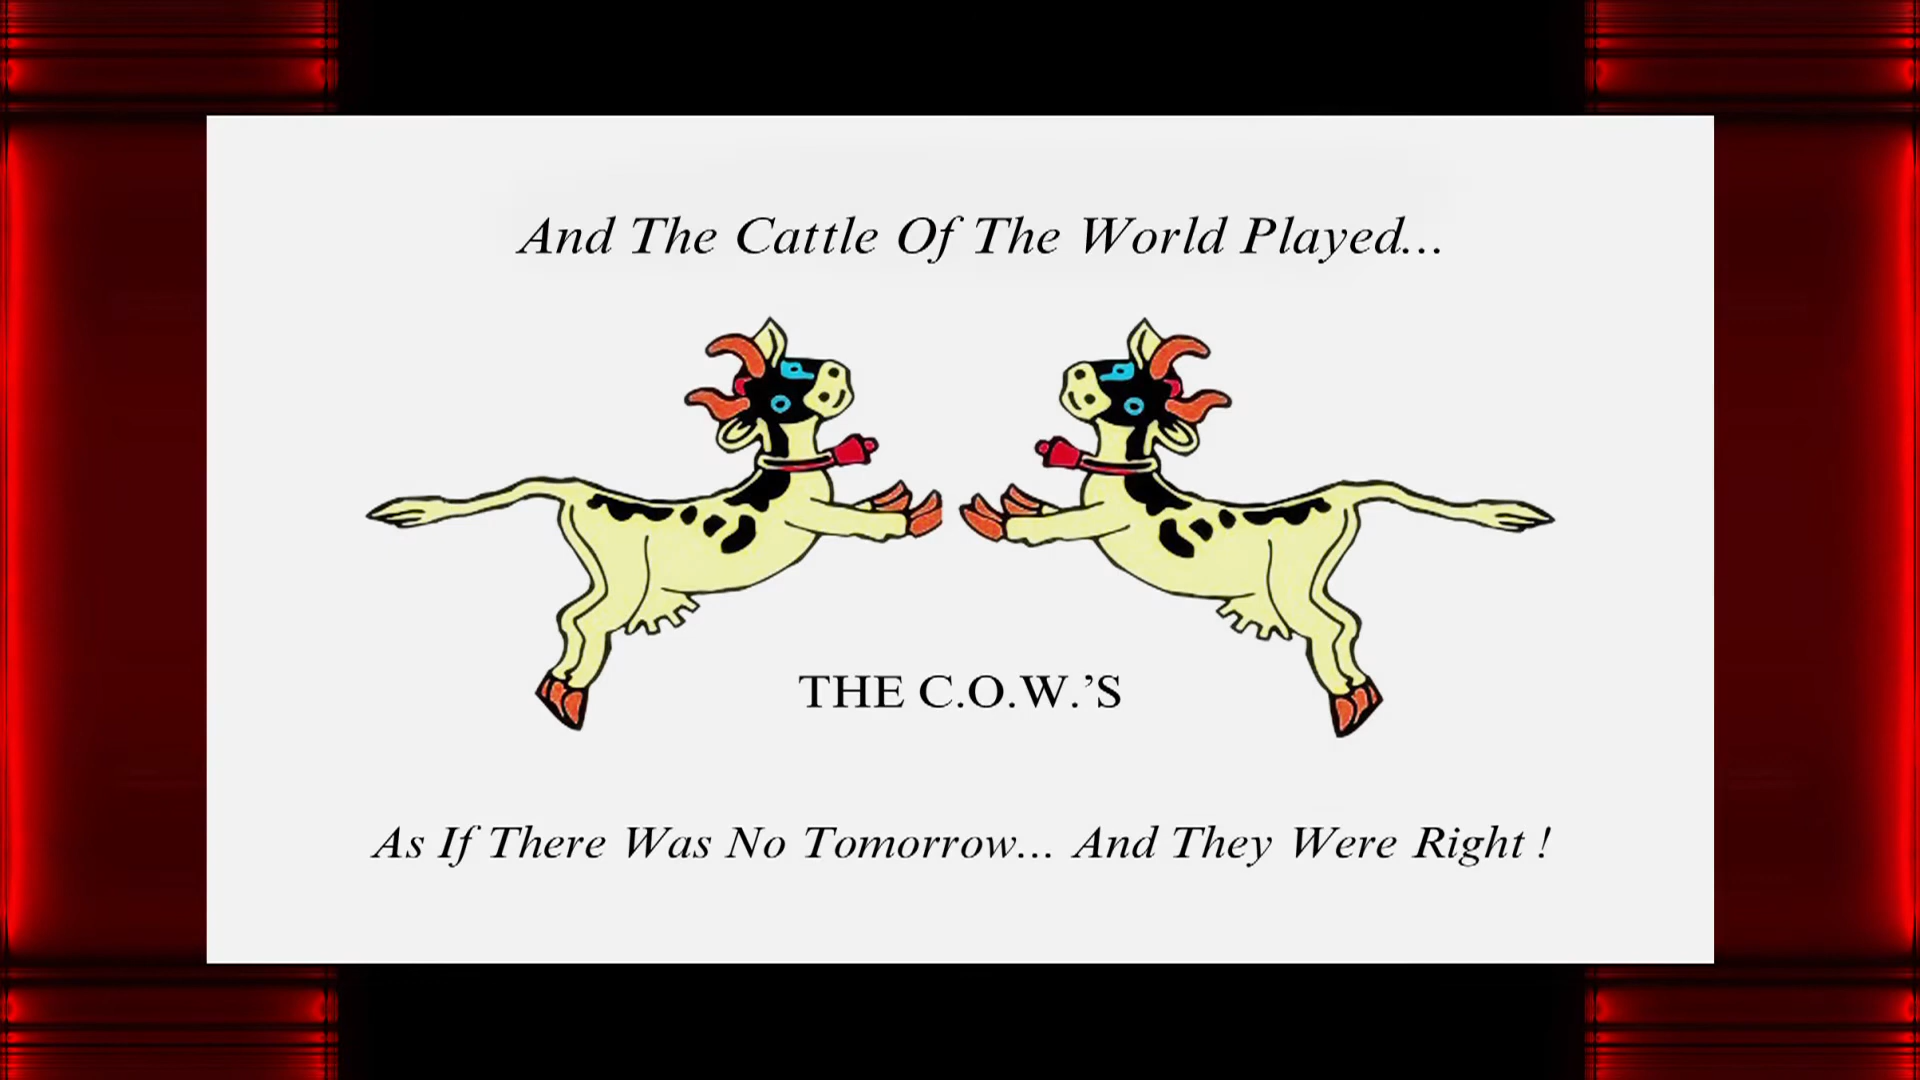 And The Cattle Of The World Played...
THE C.O.W.’S
As If There Was No Tomorrow... And They Were Right !